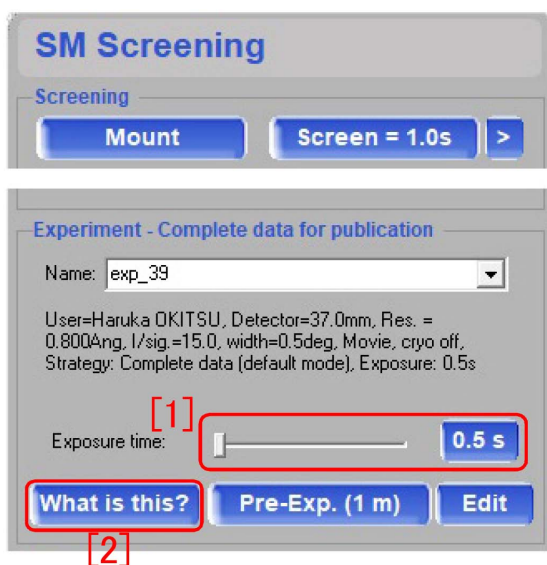 SM Screening
Screening
Mount
Screen = 1.0s
>
Experiment - Complete data for publication
Name: exp_39
User=Haruka OKITSU, Detector=37.0mm, Res. =
0.800Ang, I/sig.=15.0, width=0.5deg, Movie, cryo off,
Strategy: Complete data (default mode), Exposure: 0.5s
[1]
Exposure time:
0.5 s
What is this?
Pre-Exp. (1 m)
Edit
[2]